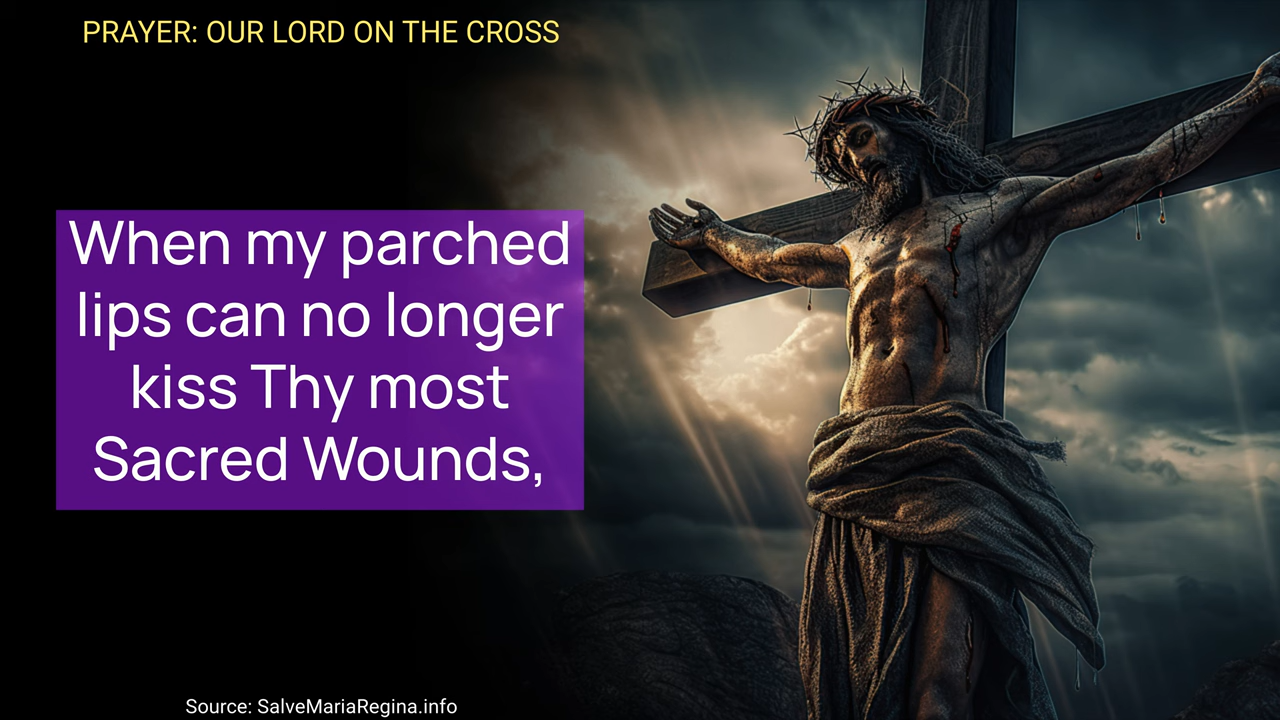 PRAYER: OUR LORD ON THE CROSS
When my parched
lips can no longer
kiss Thy most
Sacred Wounds,
Source: SalveMariaRegina.info